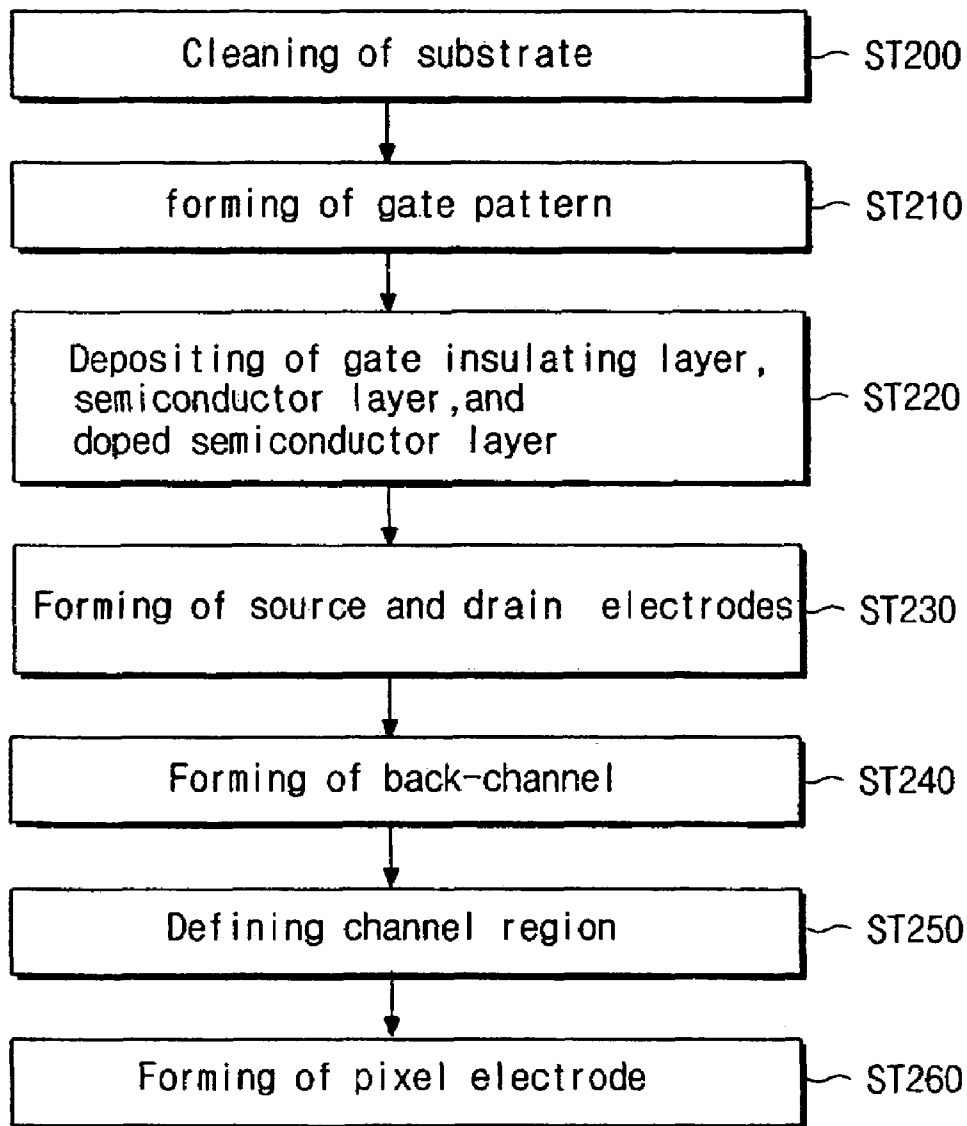 Cleaning of substrate
ST200
forming of gate pattern
ST210
Depositing of gate insulating layer,
semiconductor layer,and
doped semiconductor layer
ST220
Forming of source and drain electrodes
ST230
Forming of back-channel
ST240
Defining channel region
ST250
Forming of pixel electrode
ST260